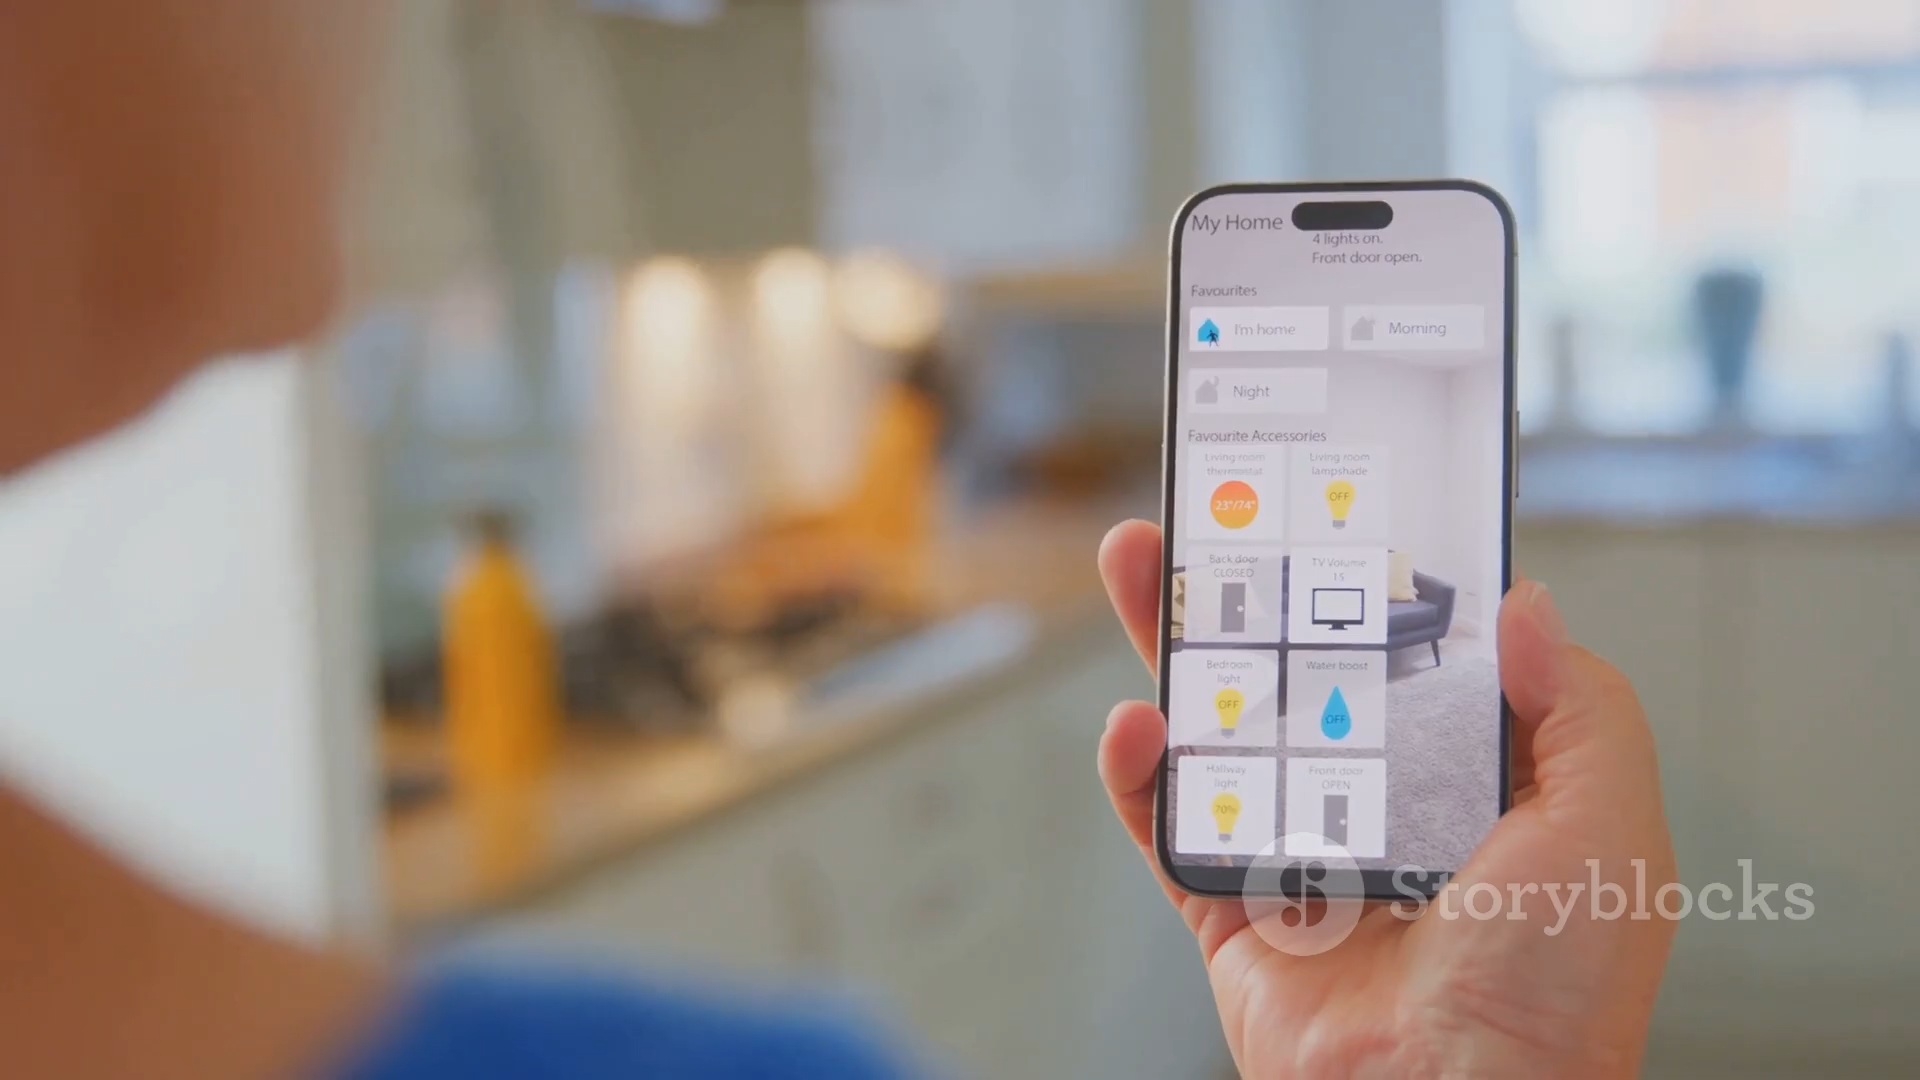 My Home
4 lights on.
Front door open.
Favourites
I'm home
Morning
Night
Favourite Accessories
Living room
thermostat
23°/74°
Living room
lampshade
OFF
Back door
CLOSED
TV Volume
15
Bedroom
light
OFF
Water boost
OFF
Hallway
light
70%
Front door
OPEN
Storyblocks